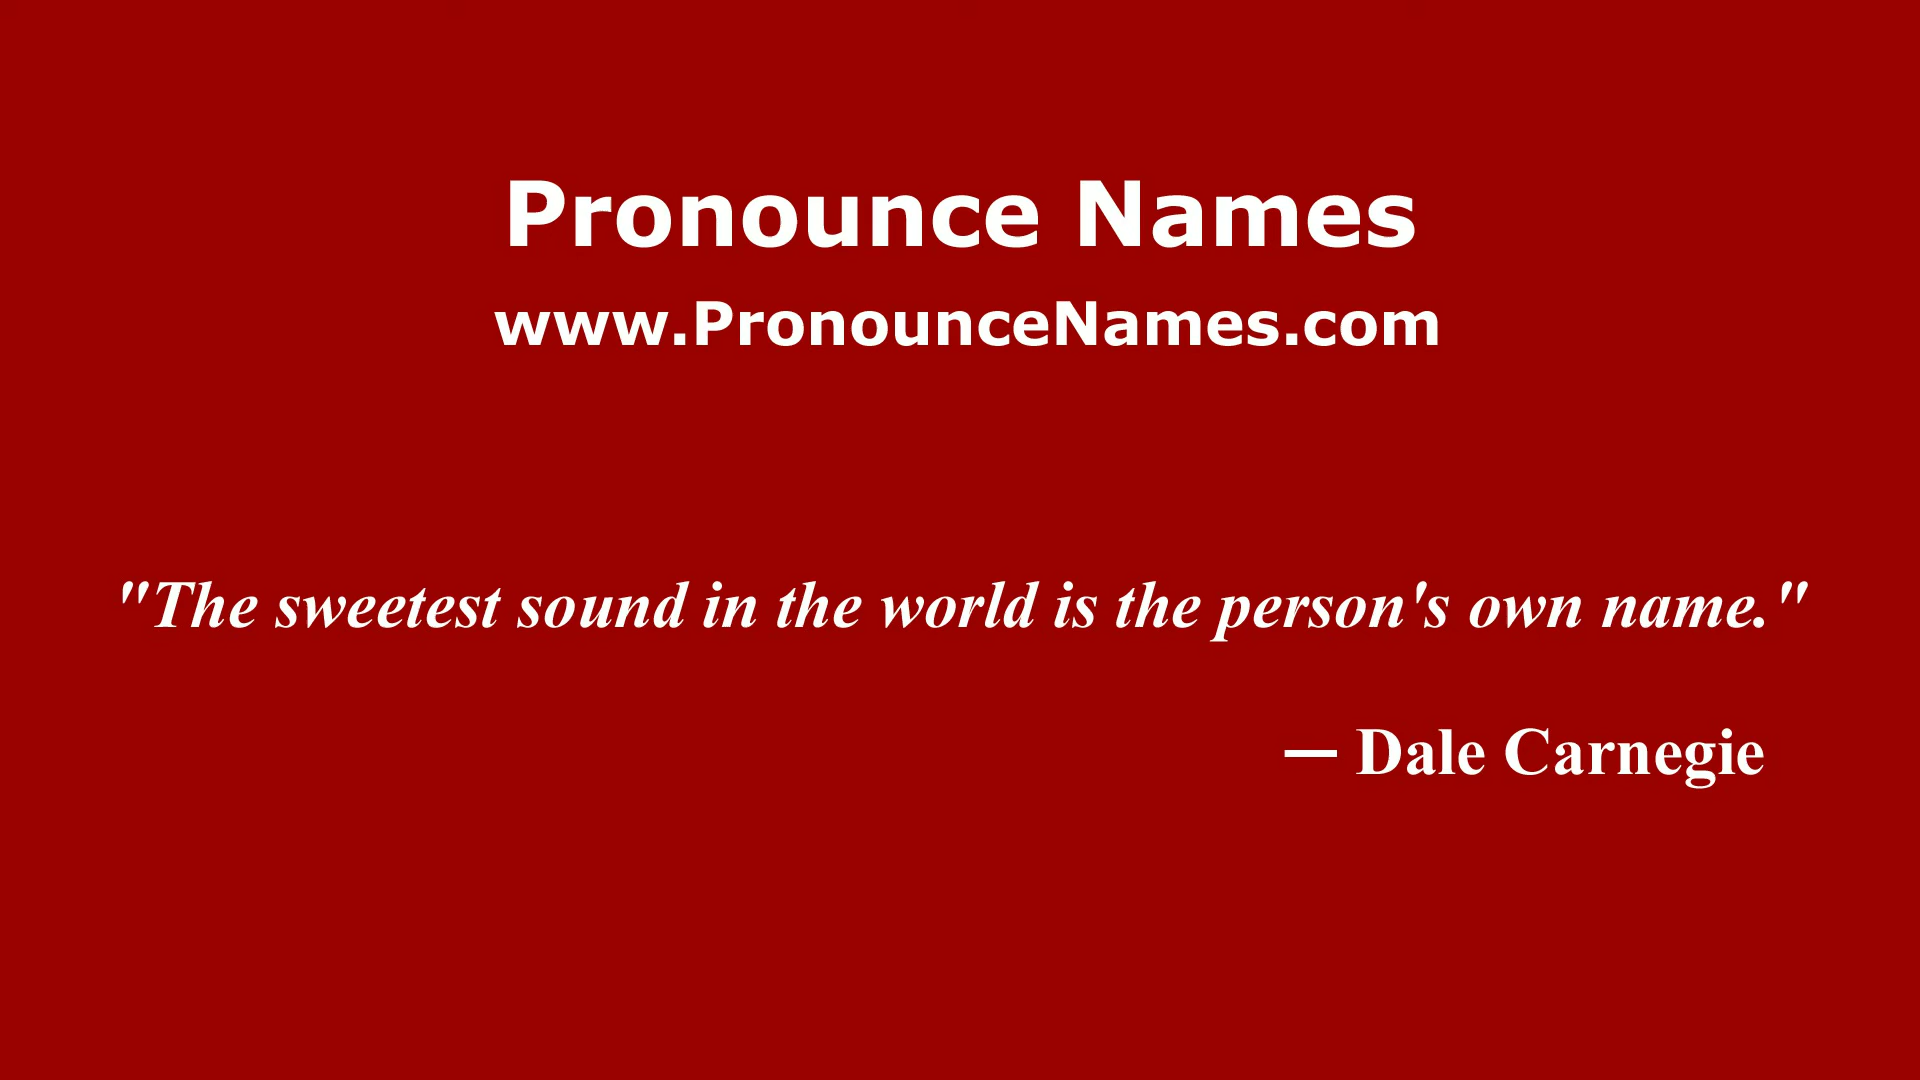 Pronounce Names
www.PronounceNames.com
"The sweetest sound in the world is the person's own name."
— Dale Carnegie